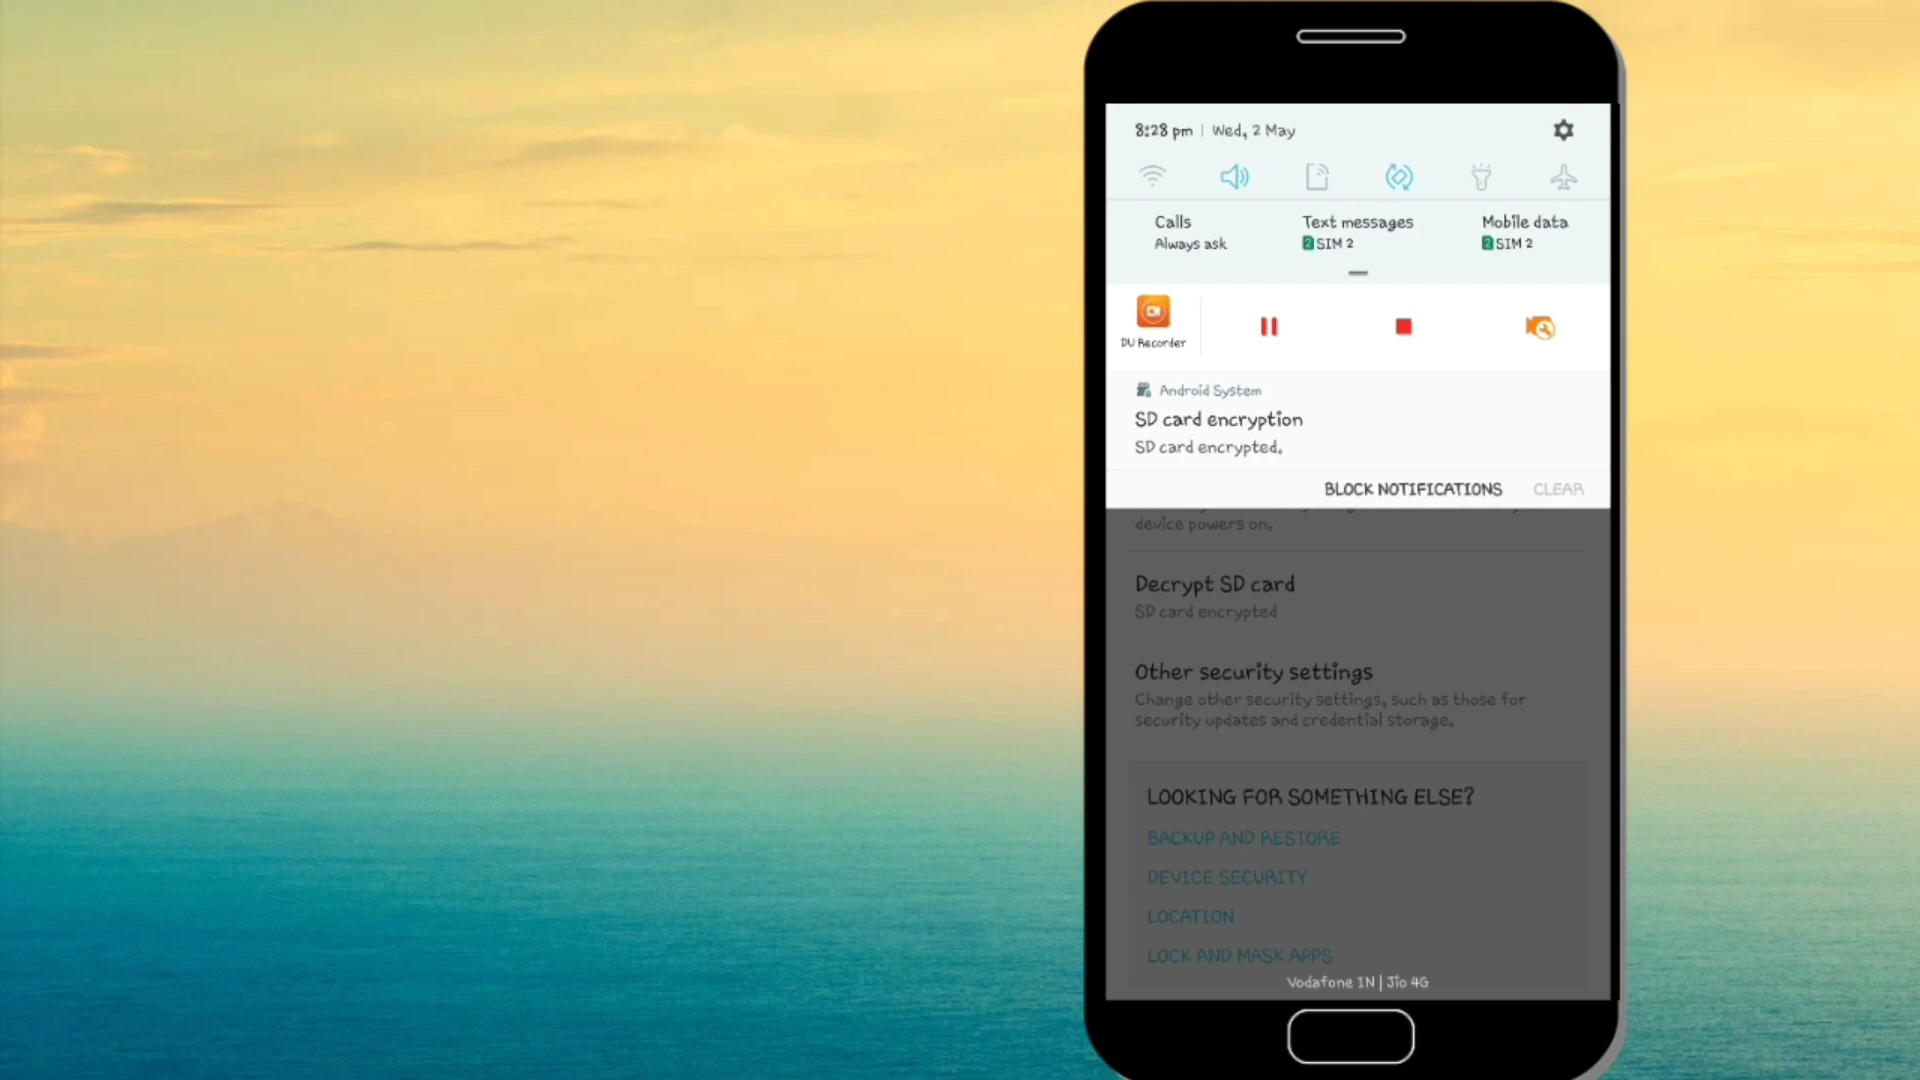 8:28 pm | Wed, 2 May
Calls
Always ask
Text messages
2 SIM 2
Mobile data
2 SIM 2
DU Recorder
Android System
SD card encryption
SD card encrypted.
BLOCK NOTIFICATIONS CLEAR
device powers on.
Decrypt SD card
SD card encrypted
Other security settings
Change other security settings, such as those for
security updates and credential storage.
LOOKING FOR SOMETHING ELSE?
BACKUP AND RESTORE
DEVICE SECURITY
LOCATION
LOCK AND MASK APPS
Vodafone IN | Jio 4G